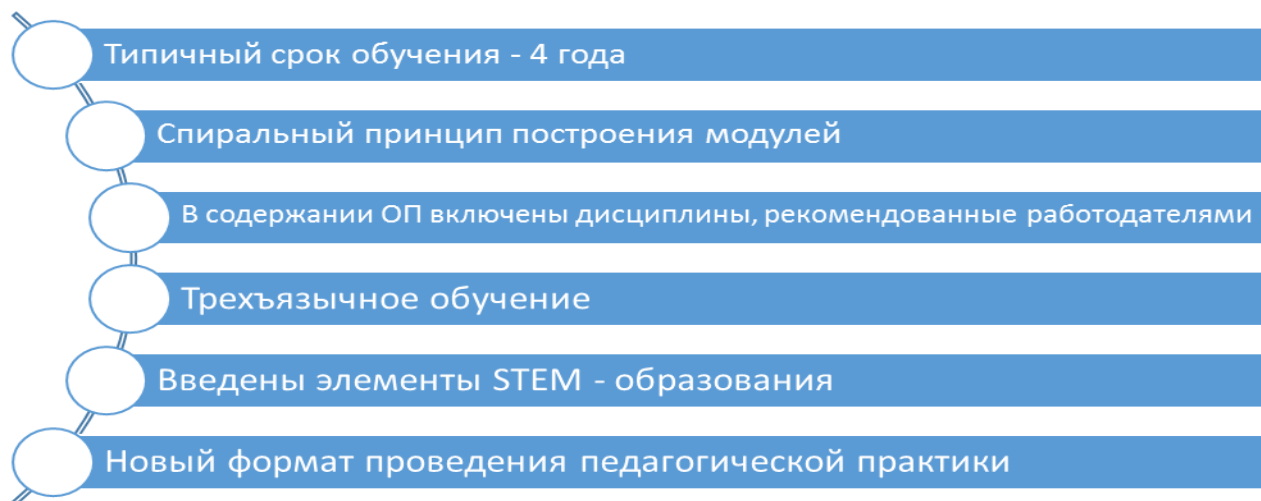 Типичный срок обучения - 4 года
Спиральный принцип построения модулей
В содержании ОП включены дисциплины, рекомендованные работодателями
Трехъязычное обучение
Введены элементы STEM - образования
Новый формат проведения педагогической практики